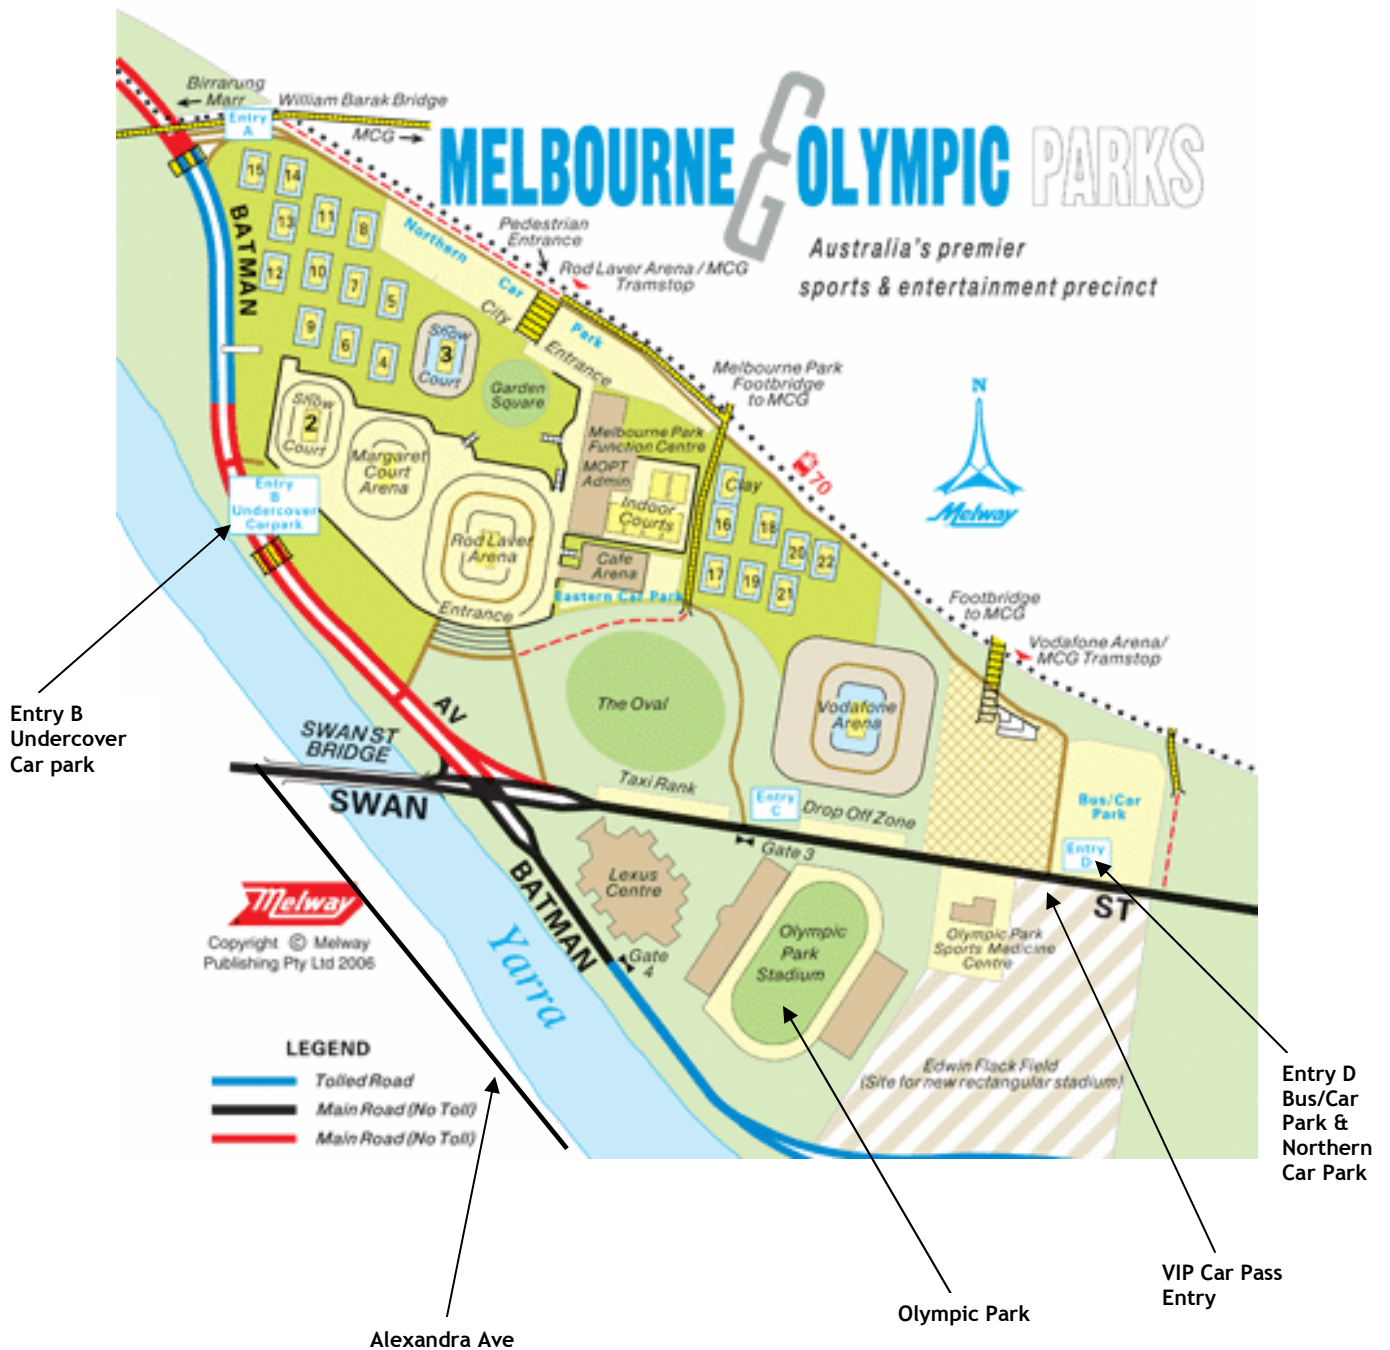 Birrarung
Marr
William Barak Bridge
Entry
A
MCG
MELBOURNE & OLYMPIC PARKS
Australia's premier
sports & entertainment precinct
Pedestrian
Entrance
Rod Laver Arena / MCG
Tramstop
BATMAN
15
14
13
11
8
12
10
7
5
9
6
4
Northern
Car
Park
City
Entrance
Show
3
Court
Garden
Square
Melbourne Park
Footbridge
to MCG
N
Melway
70
Show
2
Court
Margaret
Court
Arena
Melbourne Park
Function Centre
MOPT
Admin
Indoor
Courts
Clay
16
18
20
22
17
19
21
Entry
B
Undercover
Carpark
Rod Laver
Arena
Cafe
Arena
Eastern Car Park
Entrance
Footbridge
to MCG
Vodafone Arena/
MCG Tramstop
Entry B
Undercover
Car park
AV
The Oval
Vodafone
Arena
SWAN ST
BRIDGE
SWAN
Taxi Rank
Entry
C
Drop Off Zone
Bus/Car
Park
Entry
D
Gate 3
ST
BATMAN
Lexus
Centre
Gate
4
Olympic
Park
Stadium
Olympic Park
Sports Medicine
Centre
Melway
Copyright © Melway
Publishing Pty Ltd 2006
Yarra
LEGEND
Tolled Road
Main Road (No Toll)
Main Road (No Toll)
Edwin Flack Field
(Site for new rectangular stadium)
Entry D
Bus/Car
Park &
Northern
Car Park
VIP Car Pass
Entry
Olympic Park
Alexandra Ave